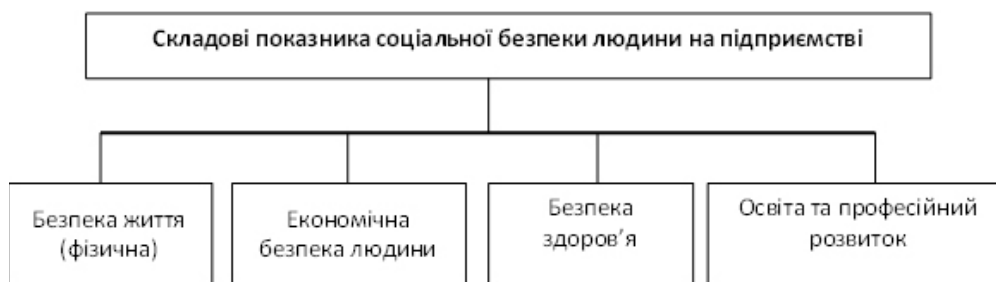 Складові показника соціальної безпеки людини на підприємстві
Безпека життя
(фізична)
Економічна
безпека людини
Безпека
здоров’я
Освіта та професійний
розвиток